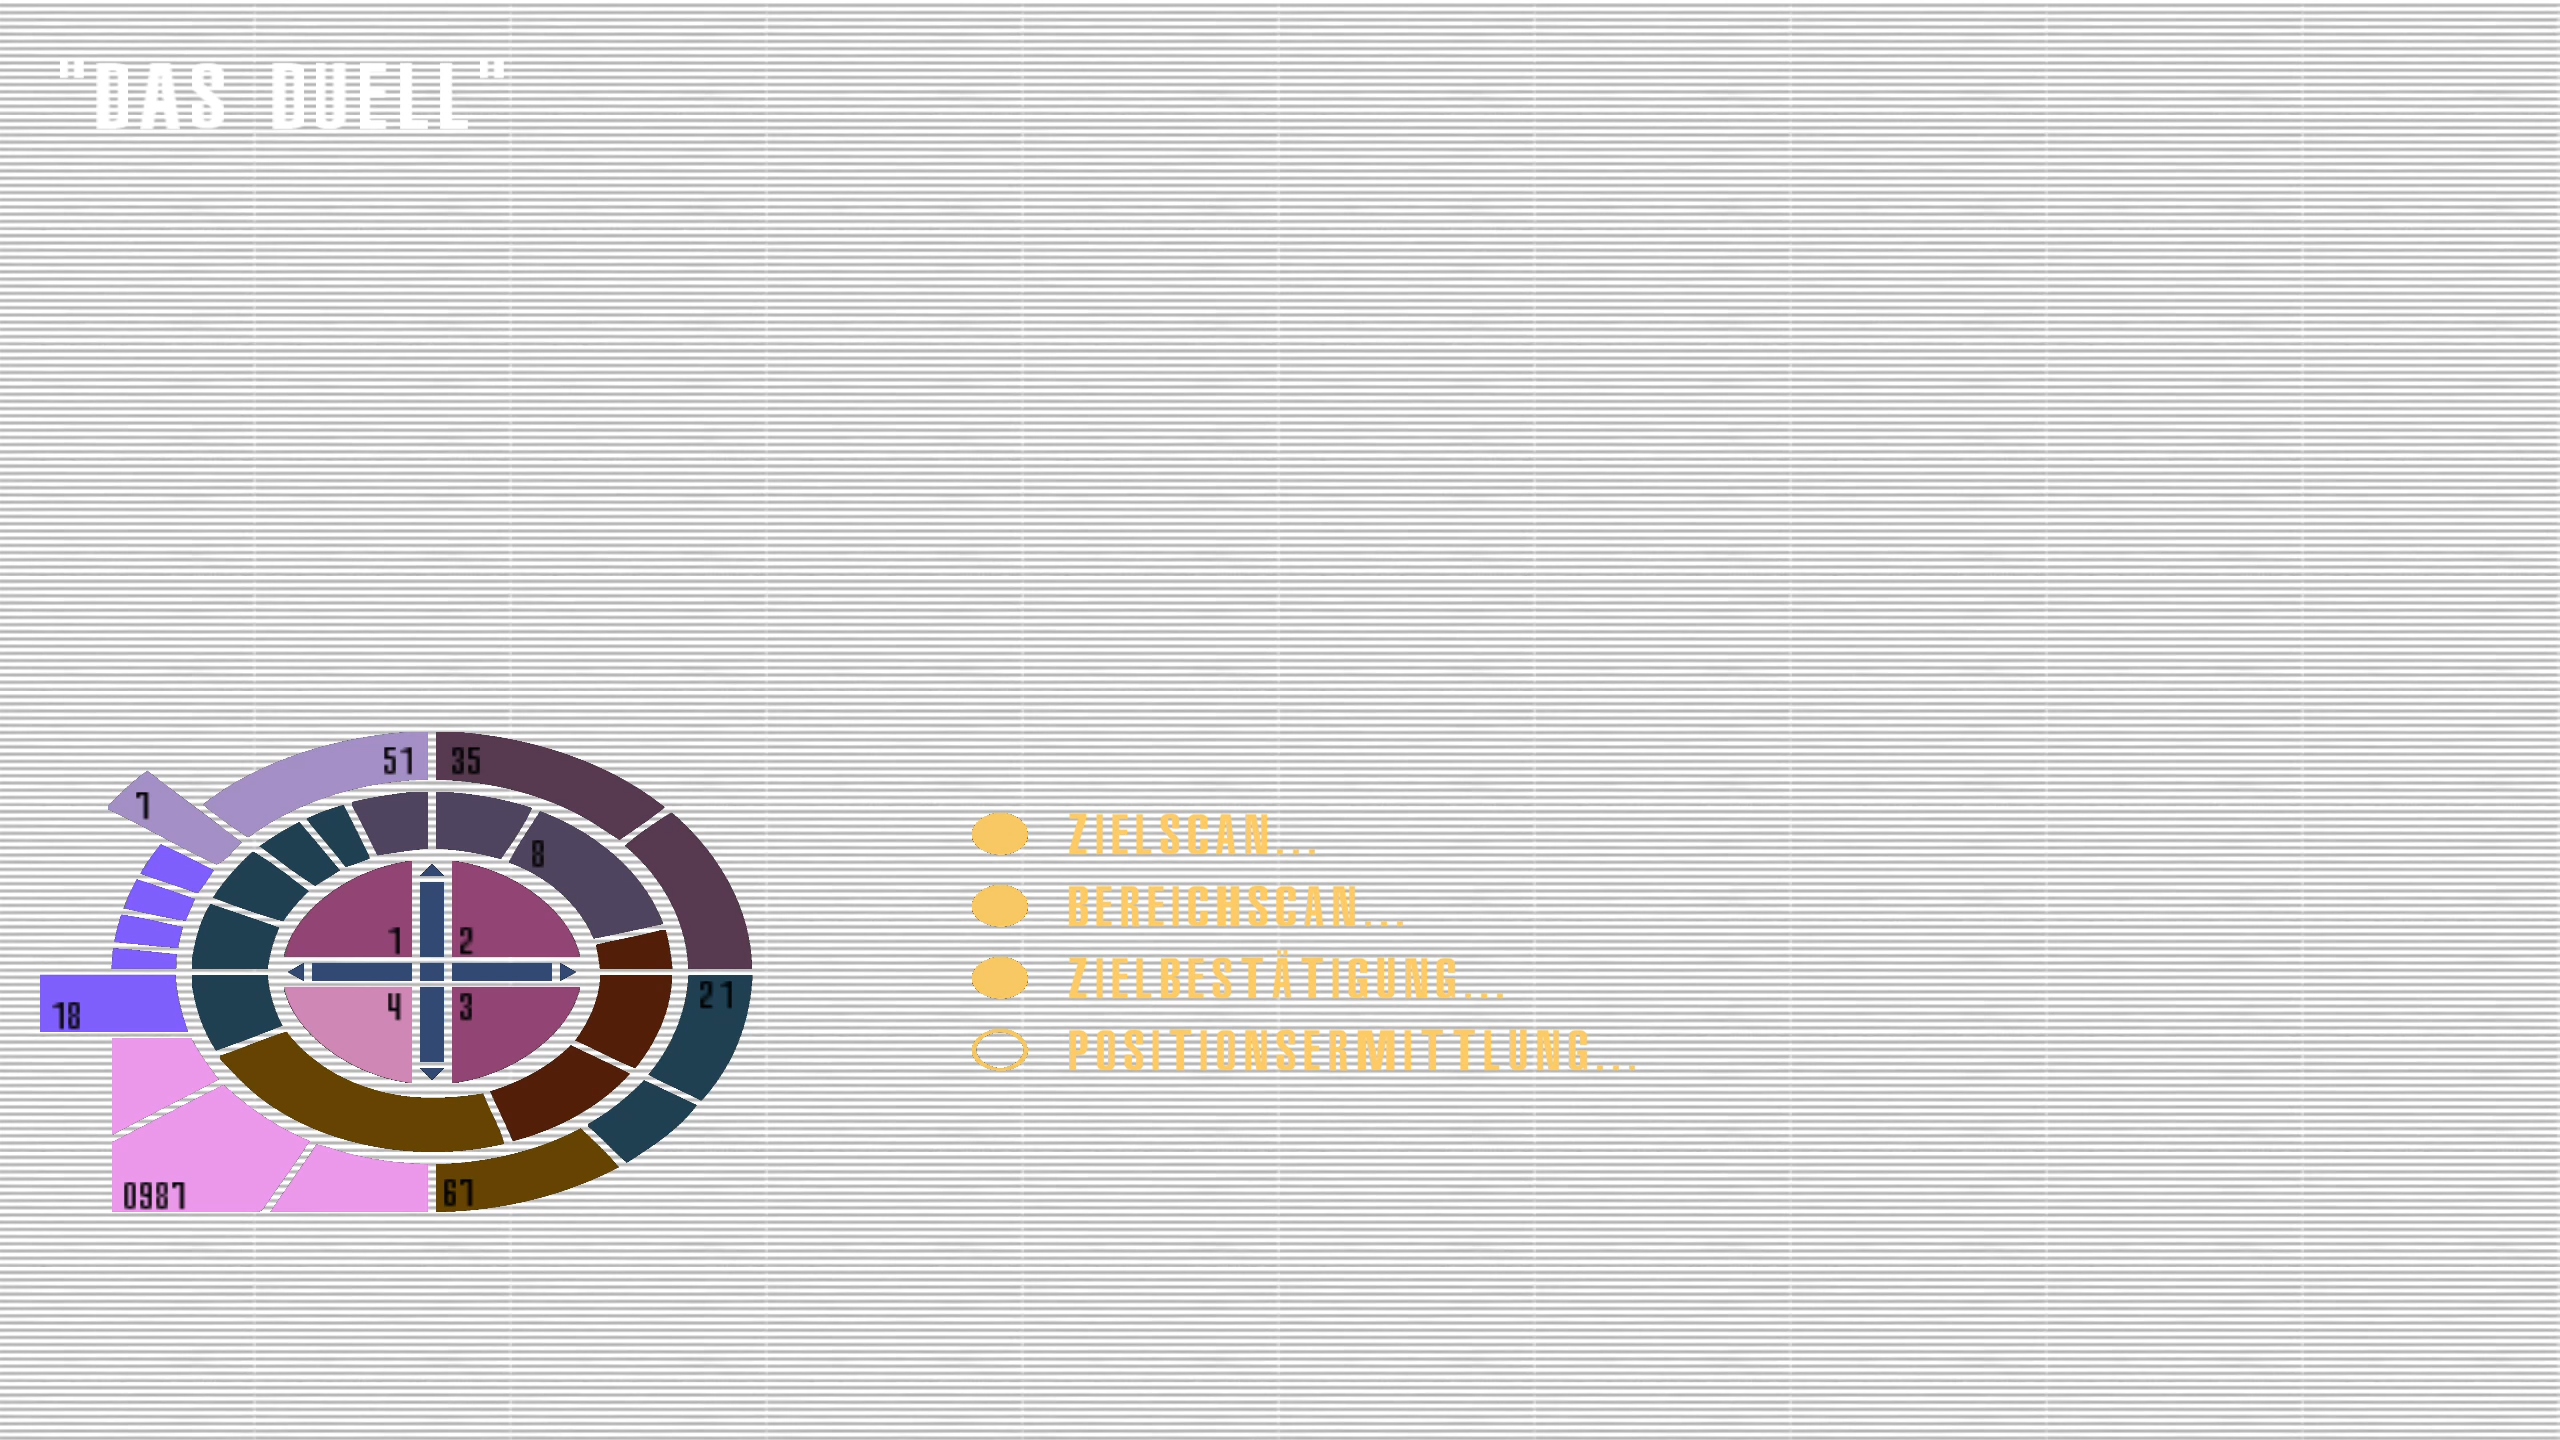 "DAS DUELL"
51 35
7
8
1 2
4 3
21
18
0987
67
ZIELSCAN...
BEREICHSCAN...
ZIELBESTÄTIGUNG...
POSITIONSERMITTLUNG...